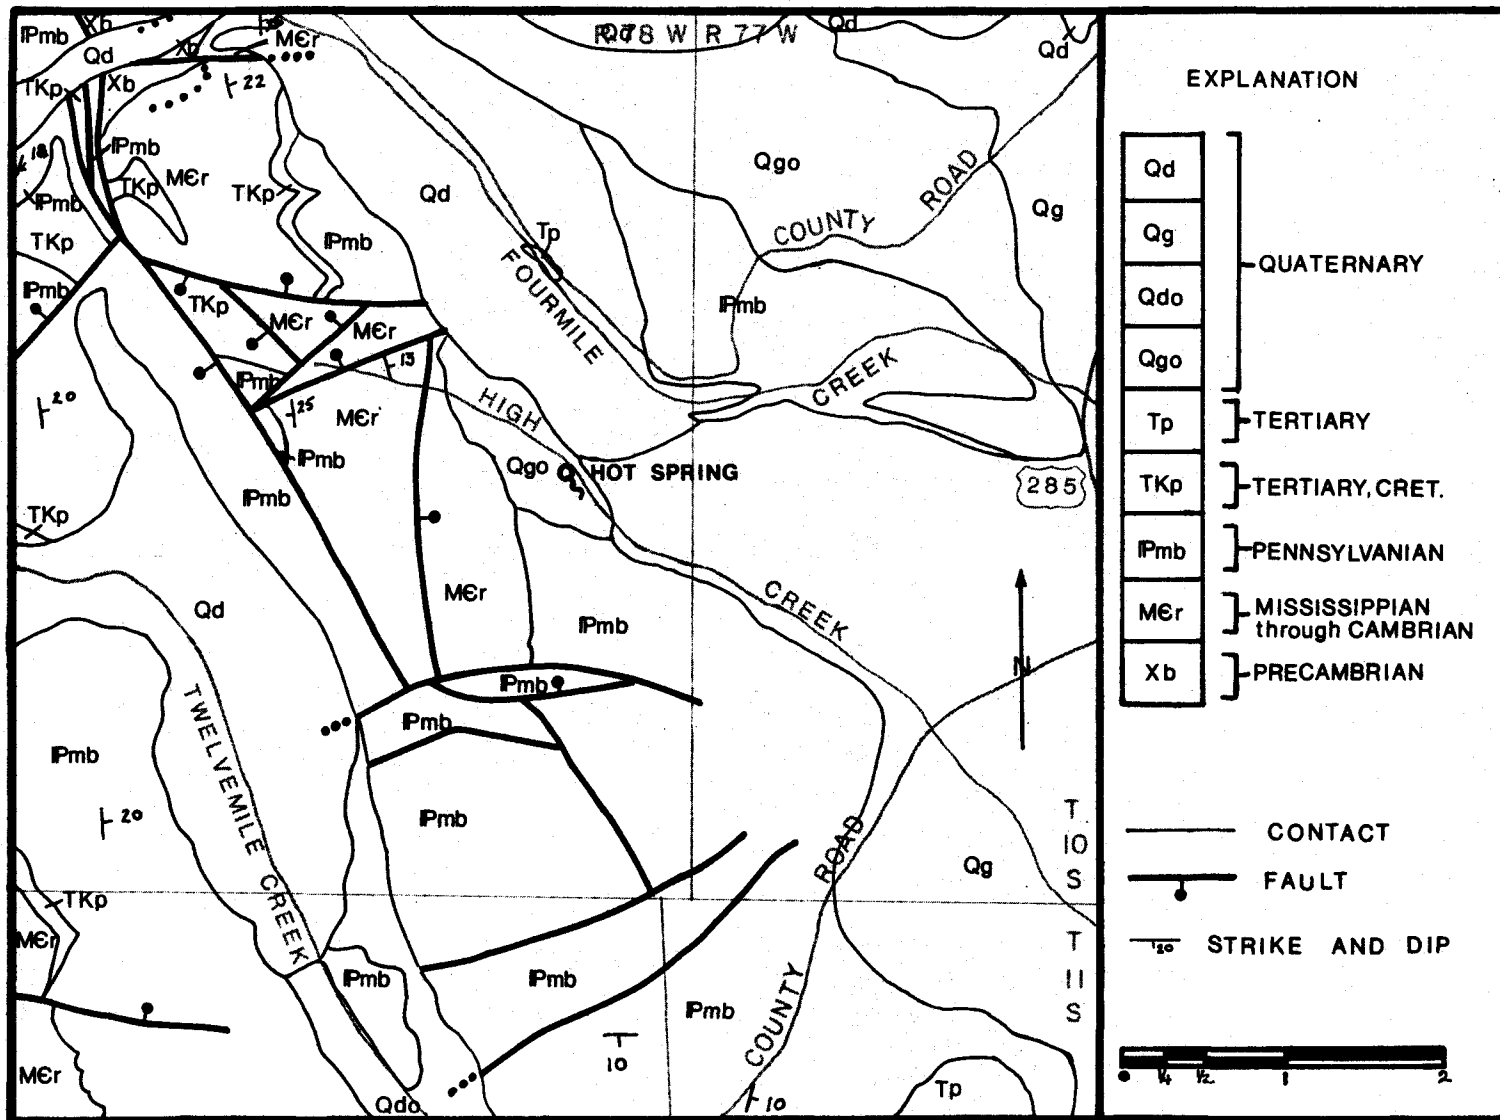 IPmb
Xb
Qd
Xb
MЄr
Qd
R 78 W R 77 W
Qd
Qd
TKp
Xb
22
IPmb
18
TKp
MЄr
TKp
Qd
Qgo
ROAD
Qg
IPmb
TKp
IPmb
Tp
COUNTY
IPmb
TKp
MЄr
MЄr
FOURMILE
IPmb
IPmb
13
CREEK
20
25
MЄr
HIGH
IPmb
Qgo
HOT SPRING
285
IPmb
TKp
MЄr
IPmb
CREEK
Qd
N
IPmb
IPmb
TWELVEMILE CREEK
IPmb
20
IPmb
ROAD
T
10
S
Qg
TKp
MЄr
T
11
S
IPmb
IPmb
IPmb
COUNTY
10
MЄr
Qdo
10
Tp
EXPLANATION
Qd
Qg
Qdo
Qgo
QUATERNARY
Tp
TERTIARY
TKp
TERTIARY, CRET.
IPmb
PENNSYLVANIAN
MЄr
MISSISSIPPIAN
through CAMBRIAN
Xb
PRECAMBRIAN
CONTACT
FAULT
20 STRIKE AND DIP
0 1/4 1/2 1 2